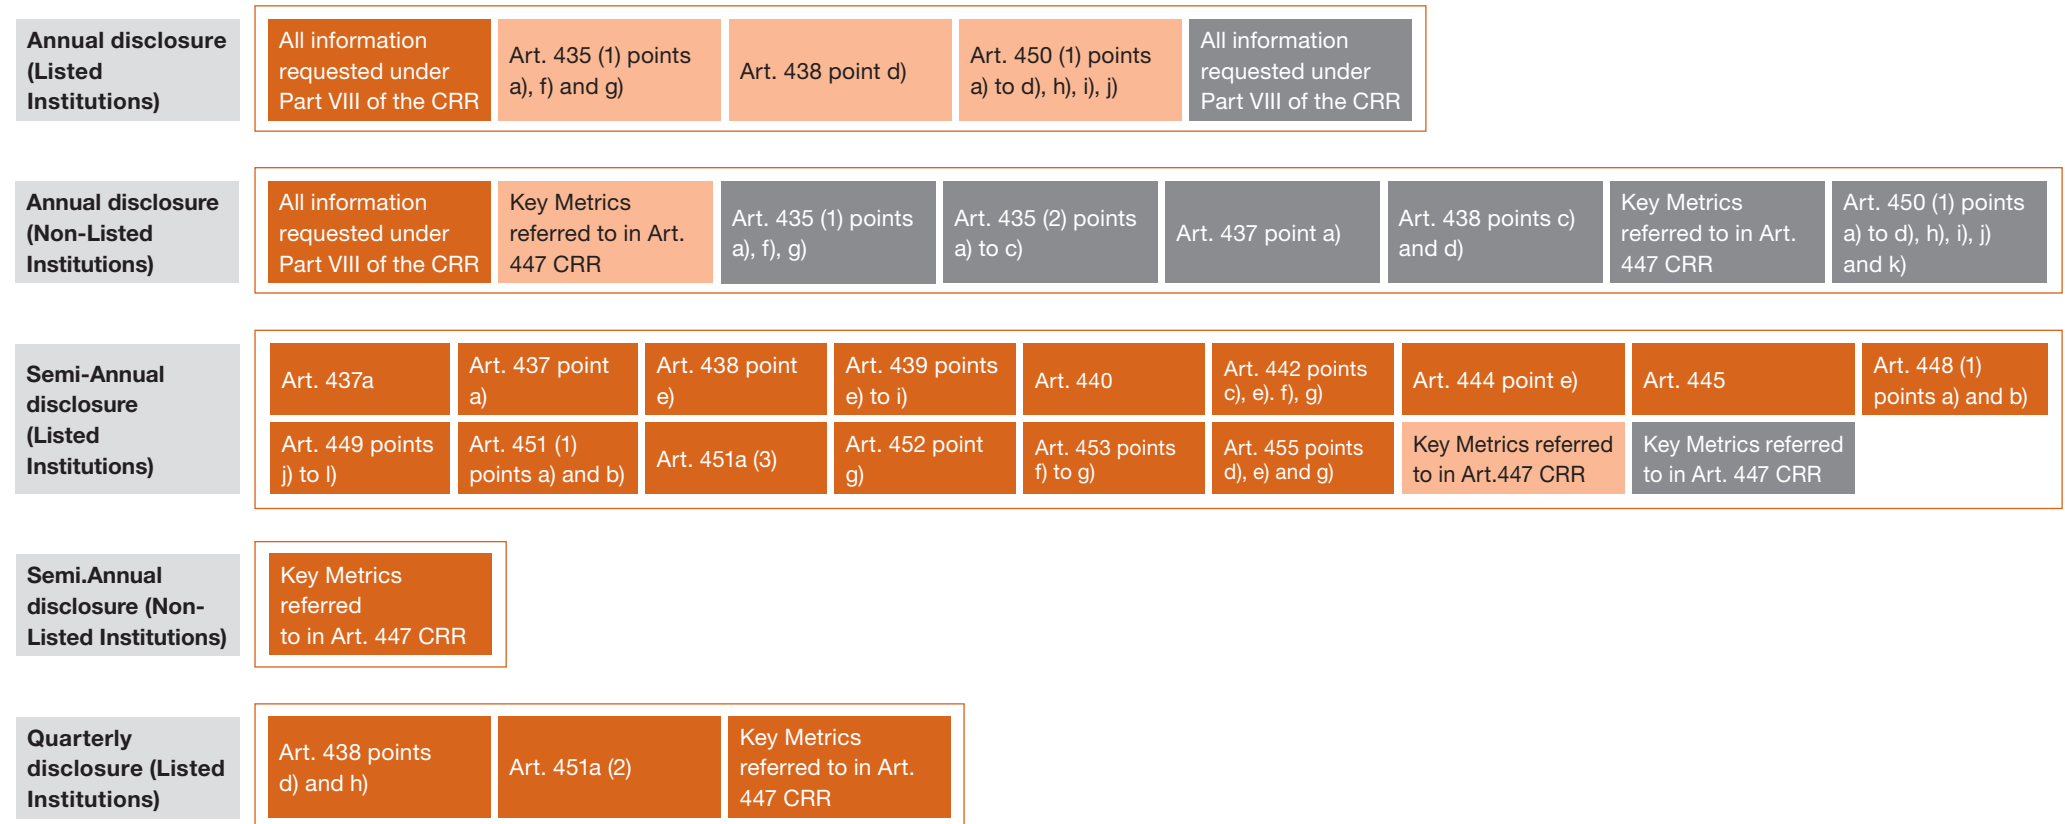 Annual disclosure
(Listed
Institutions)
All information
requested under
Part VIII of the CRR
Art. 435 (1) points
a), f) and g)
Art. 438 point d)
Art. 450 (1) points
a) to d), h), i), j)
All information
requested under
Part VIII of the CRR
Annual disclosure
(Non-Listed
Institutions)
All information
requested under
Part VIII of the CRR
Key Metrics
referred to in Art.
447 CRR
Art. 435 (1) points
a), f), g)
Art. 435 (2) points
a) to c)
Art. 437 point a)
Art. 438 points c)
and d)
Key Metrics
referred to in Art.
447 CRR
Art. 450 (1) points
a) to d), h), i), j)
and k)
Semi-Annual
disclosure
(Listed
Institutions)
Art. 437a
Art. 437 point
a)
Art. 438 point
e)
Art. 439 points
e) to i)
Art. 440
Art. 442 points
c), e). f), g)
Art. 444 point e)
Art. 445
Art. 448 (1)
points a) and b)
Art. 449 points
j) to l)
Art. 451 (1)
points a) and b)
Art. 451a (3)
Art. 452 point
g)
Art. 453 points
f) to g)
Art. 455 points
d), e) and g)
Key Metrics referred
to in Art.447 CRR
Key Metrics referred
to in Art. 447 CRR
Semi.Annual
disclosure (Non-
Listed Institutions)
Key Metrics
referred
to in Art. 447 CRR
Quarterly
disclosure (Listed
Institutions)
Art. 438 points
d) and h)
Art. 451a (2)
Key Metrics
referred to in Art.
447 CRR